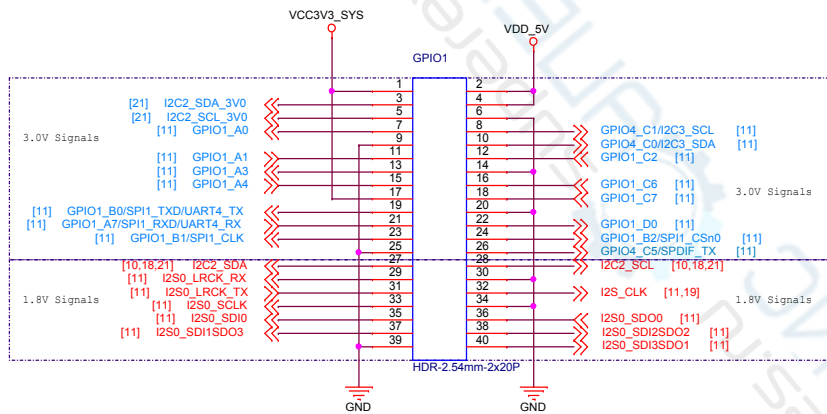 VCC3V3_SYS
VDD_5V
GPIO1
1 2
[21] I2C2_SDA_3V0 3 4
[21] I2C2_SCL_3V0 5 6
[11] GPIO1_A0 7 8 GPIO4_C1/I2C3_SCL [11]
3.0V Signals
9 10 GPIO4_C0/I2C3_SDA [11]
[11] GPIO1_A1 11 12 GPIO1_C2 [11]
[11] GPIO1_A3 13 14
[11] GPIO1_A4 15 16 GPIO1_C6 [11]
17 18 GPIO1_C7 [11]
3.0V Signals
[11] GPIO1_B0/SPI1_TXD/UART4_TX 19 20
[11] GPIO1_A7/SPI1_RXD/UART4_RX 21 22 GPIO1_D0 [11]
[11] GPIO1_B1/SPI1_CLK 23 24 GPIO1_B2/SPI1_CSn0 [11]
25 26 GPIO4_C5/SPDIF_TX [11]
[10,18,21] I2C2_SDA 27 28 I2C2_SCL [10,18,21]
[11] I2S0_LRCK_RX 29 30
[11] I2S0_LRCK_TX 31 32 I2S_CLK [11,19]
1.8V Signals
[11] I2S0_SCLK 33 34
1.8V Signals
[11] I2S0_SDI0 35 36 I2S0_SDO0 [11]
[11] I2S0_SDI1SDO3 37 38 I2S0_SDI2SDO2 [11]
39 40 I2S0_SDI3SDO1 [11]
HDR-2.54mm-2x20P
GND
GND